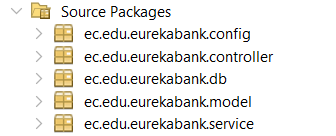 Source Packages
ec.edu.eurekabank.config
ec.edu.eurekabank.controller
ec.edu.eurekabank.db
ec.edu.eurekabank.model
ec.edu.eurekabank.service